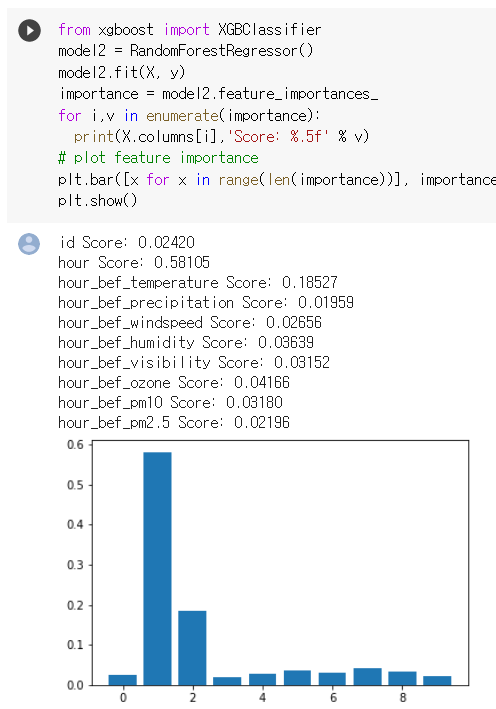 from xgboost import XGBClassifier
model2 = RandomForestRegressor()
model2.fit(X, y)
importance = model2.feature_importances_
for i,v in enumerate(importance):
  print(X.columns[i],'Score: %.5f' % v)
# plot feature importance
plt.bar([x for x in range(len(importance))], importance
plt.show()
id Score: 0.02420
hour Score: 0.58105
hour_bef_temperature Score: 0.18527
hour_bef_precipitation Score: 0.01959
hour_bef_windspeed Score: 0.02656
hour_bef_humidity Score: 0.03639
hour_bef_visibility Score: 0.03152
hour_bef_ozone Score: 0.04166
hour_bef_pm10 Score: 0.03180
hour_bef_pm2.5 Score: 0.02196
0.6
0.5
0.4
0.3
0.2
0.1
0.0
0 2 4 6 8